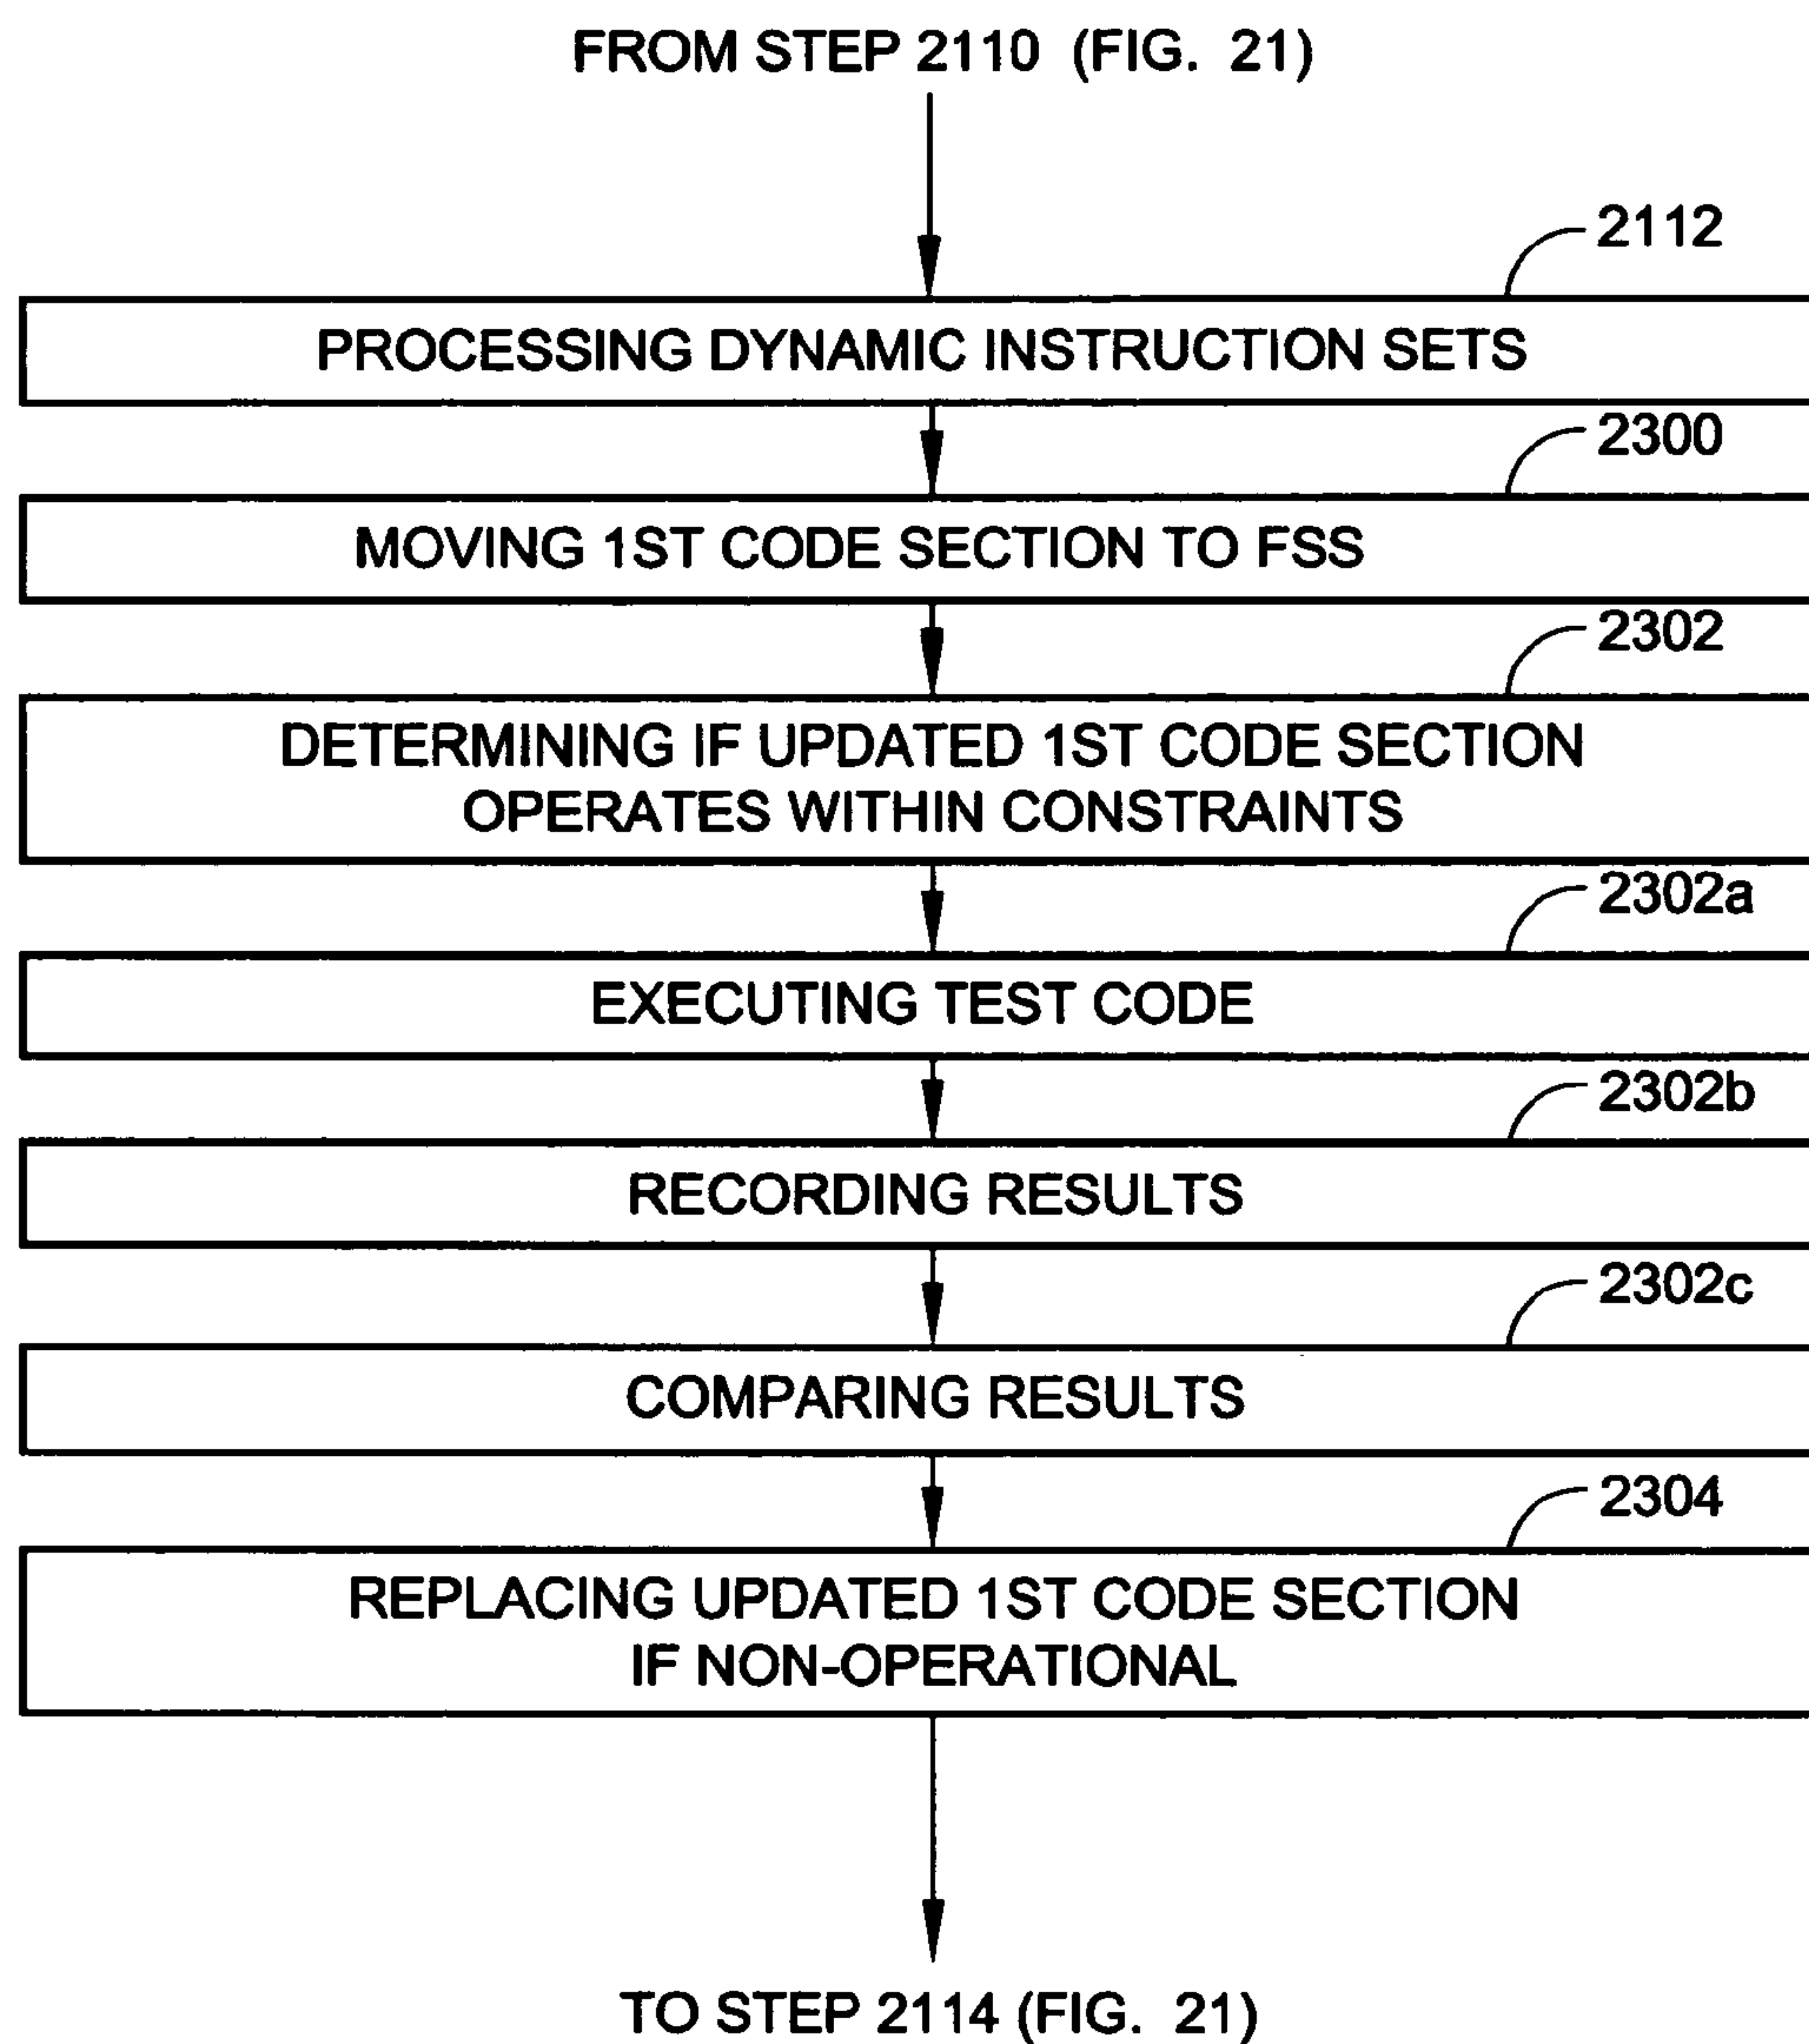 FROM STEP 2110 (FIG. 21)
2112
PROCESSING DYNAMIC INSTRUCTION SETS
2300
MOVING 1ST CODE SECTION TO FSS
2302
DETERMINING IF UPDATED 1ST CODE SECTION
OPERATES WITHIN CONSTRAINTS
2302a
EXECUTING TEST CODE
2302b
RECORDING RESULTS
2302c
COMPARING RESULTS
2304
REPLACING UPDATED 1ST CODE SECTION
IF NON-OPERATIONAL
TO STEP 2114 (FIG. 21)